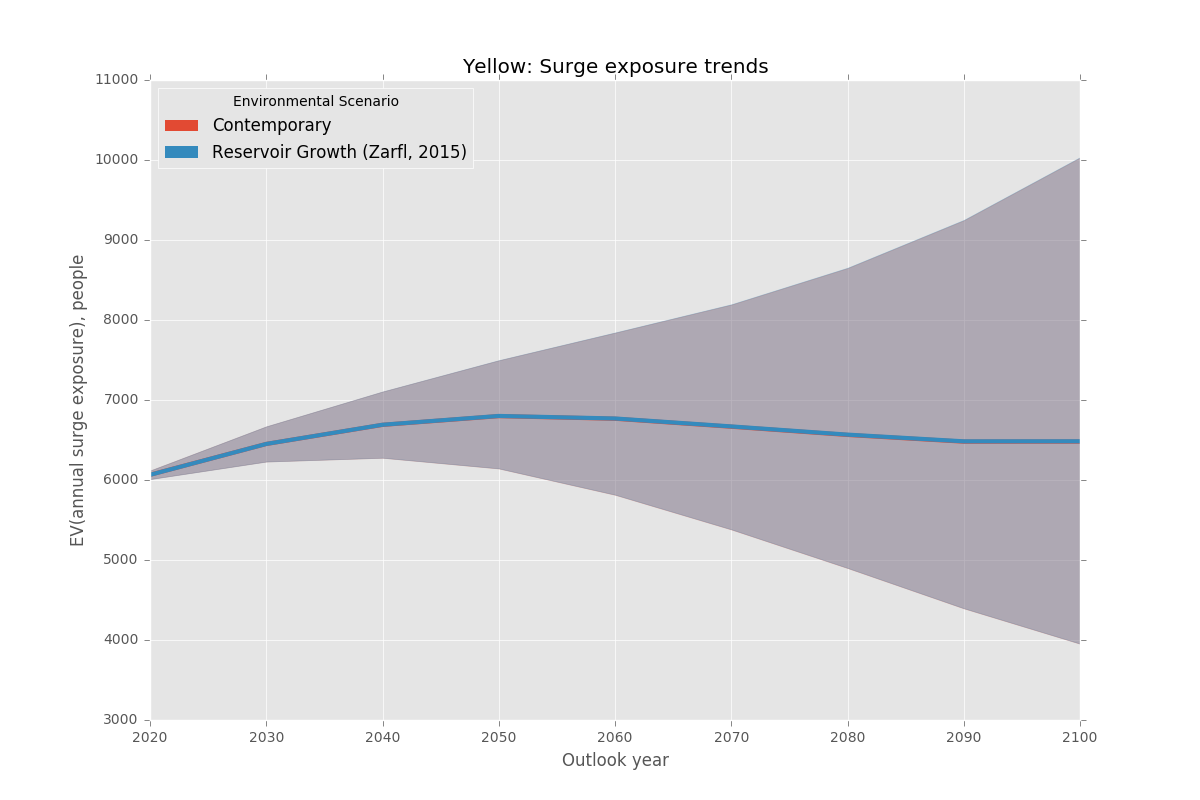 Yellow: Surge exposure trends
11000
10000
9000
8000
7000
6000
5000
4000
3000
EV(annual surge exposure), people
Environmental Scenario
Contemporary
Reservoir Growth (Zarfl, 2015)
2020 2030 2040 2050 2060 2070 2080 2090 2100
Outlook year